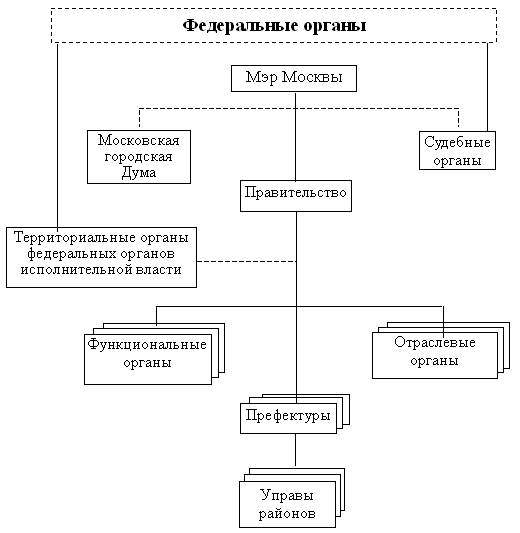 Федеральные органы
Мэр Москвы
Московская
городская
Дума
Судебные
органы
Правительство
Территориальные органы
федеральных органов
исполнительной власти
Функциональные
органы
Отраслевые
органы
Префектуры
Управы
районов